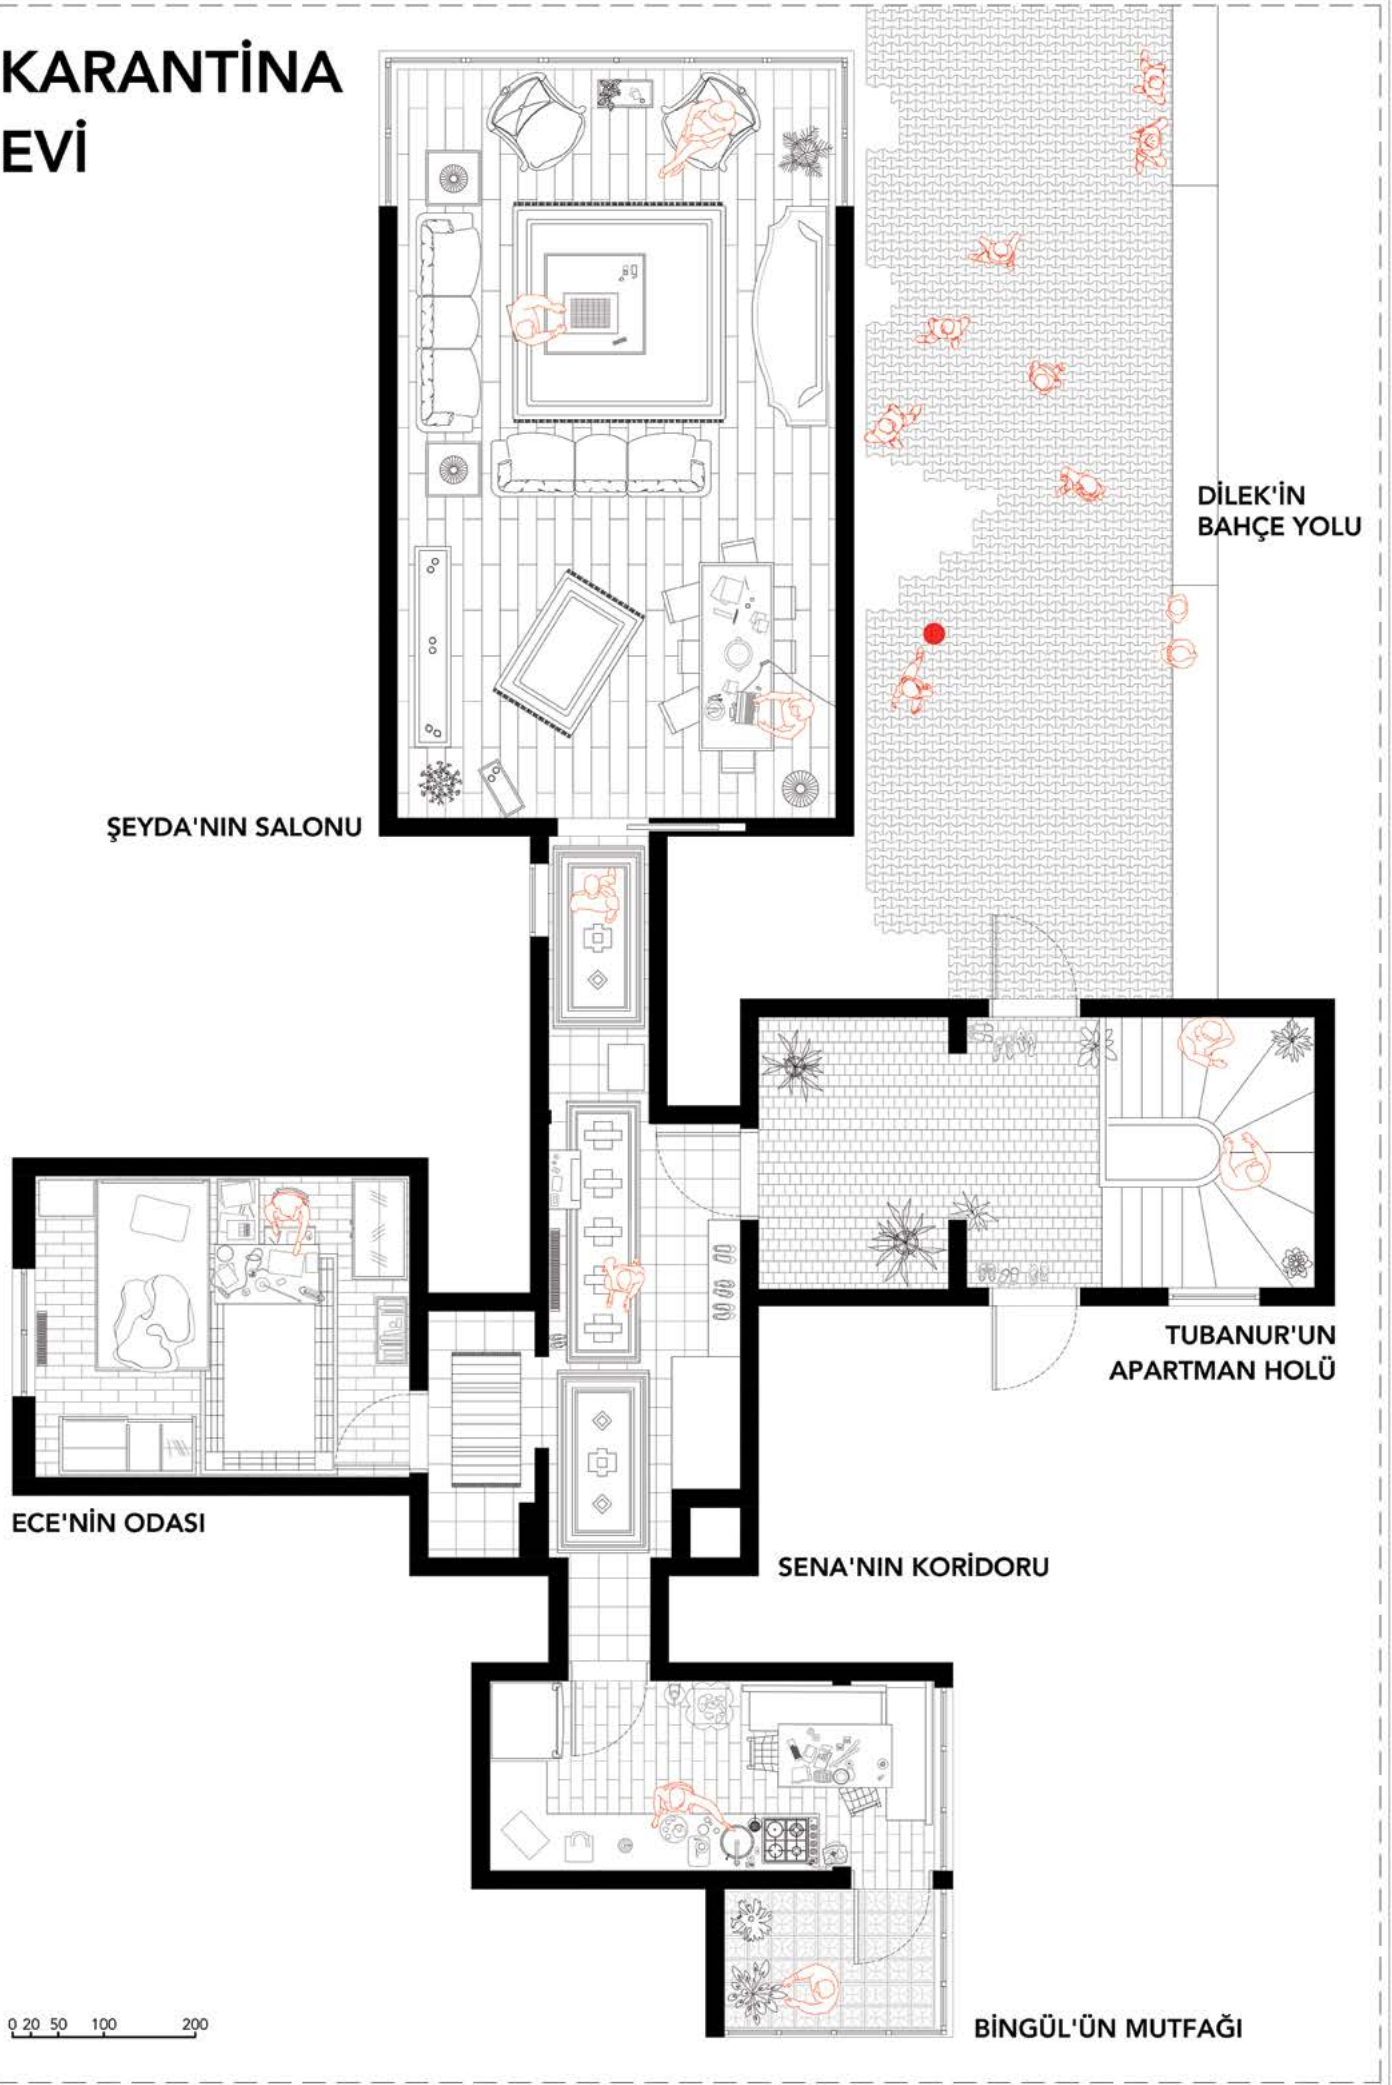 KARANTİNA
EVİ
DİLEK'İN
BAHÇE YOLU
ŞEYDA'NIN SALONU
TUBANUR'UN
APARTMAN HOLÜ
ECE'NİN ODASI
SENA'NIN KORİDORU
BİNGÜL'ÜN MUTFAĞI
0 20 50 100 200